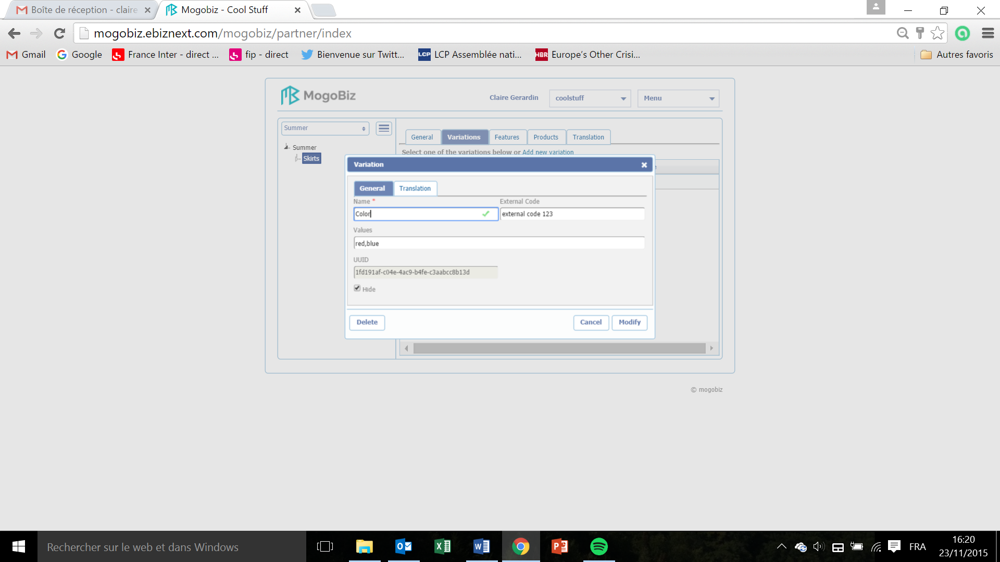 Boîte de réception - claire
Mogobiz - Cool Stuff
mogobiz.ebiznext.com/mogobiz/partner/index
Gmail
Google
France Inter - direct ...
fip - direct
Bienvenue sur Twitt...
LCP
LCP Assemblée nati...
HBR
Europe's Other Crisi...
Autres favoris
MogoBiz
Claire Gerardin
coolstuff
Menu
Summer
Summer
Skirts
General
Variations
Features
Products
Translation
Select one of the variations below or Add new variation
Variation
General
Translation
Name *
External Code
Color
external code 123
Values
red,blue
UUID
1fd191af-c04e-4ac9-b4fe-c3aabcc8b13d
Hide
Delete
Cancel
Modify
© mogobiz
Rechercher sur le web et dans Windows
FRA
16:20
23/11/2015